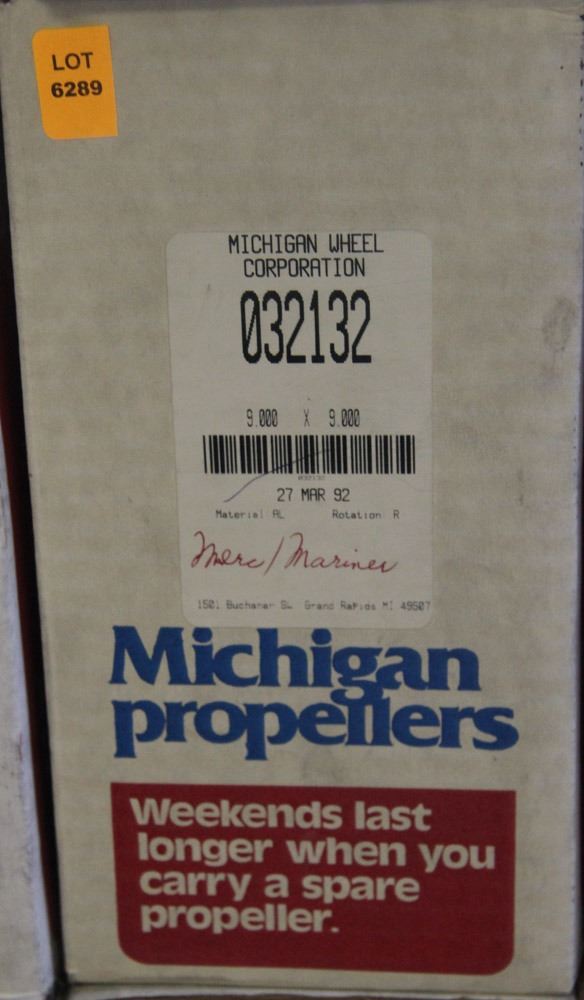 LOT
6289
MICHIGAN WHEEL
CORPORATION
032132
9.000 X 9.000
032132
27 MAR 92
Material AL Rotation R
Merc/Mariner
1501 Buchanan SW Grand Rapids MI 49507
Michigan
propellers
Weekends last
longer when you
carry a spare
propeller.